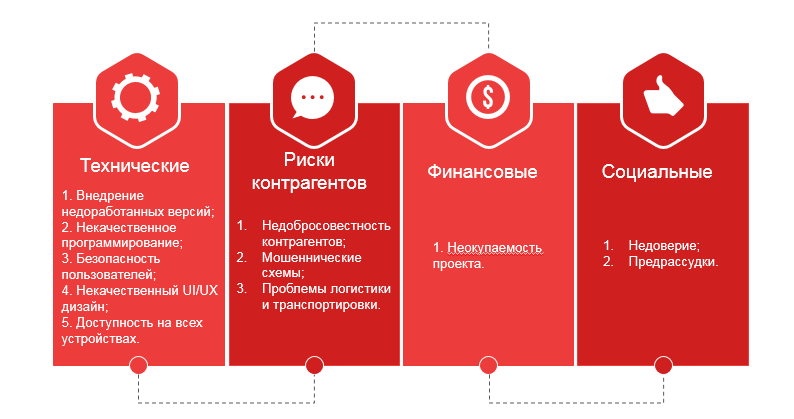 Технические
1. Внедрение
недоработанных версий;
2. Некачественное
программирование;
3. Безопасность
пользователей;
4. Некачественный UI/UX
дизайн;
5. Доступность на всех
устройствах.
Риски
контрагентов
1. Недобросовестность
контрагентов;
2. Мошеннические
схемы;
3. Проблемы логистики
и транспортировки.
$
Финансовые
1. Неокупаемость
проекта.
Социальные
1. Недоверие;
2. Предрассудки.